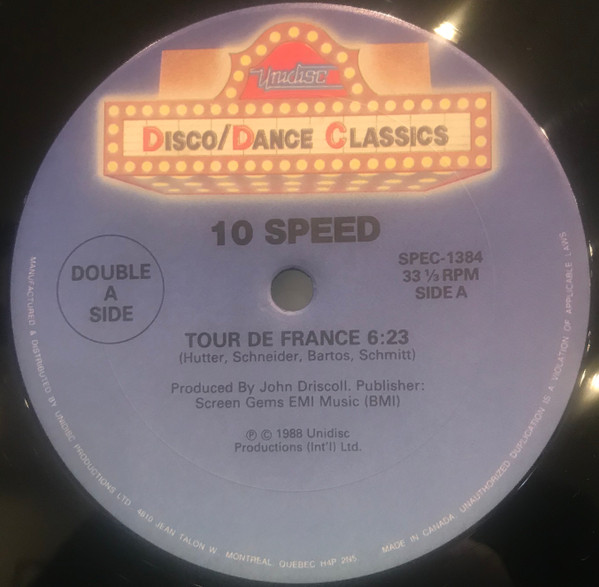 Unidisc
DISCO/DANCE CLASSICS
10 SPEED
DOUBLE
A
SIDE
SPEC-1384
33 ⅓ RPM
SIDE A
TOUR DE FRANCE 6:23
(Hutter, Schneider, Bartos, Schmitt)
Produced By John Driscoll. Publisher:
Screen Gems EMI Music (BMI)
℗ © 1988 Unidisc
Productions (Int'l) Ltd.
MANUFACTURED & DISTRIBUTED BY UNIDISC PRODUCTIONS LTD. 4810 JEAN TALON W. MONTREAL, QUEBEC H4P 2N5 MADE IN CANADA. UNAUTHORIZED DUPLICATION IS A VIOLATION OF APPLICABLE LAWS